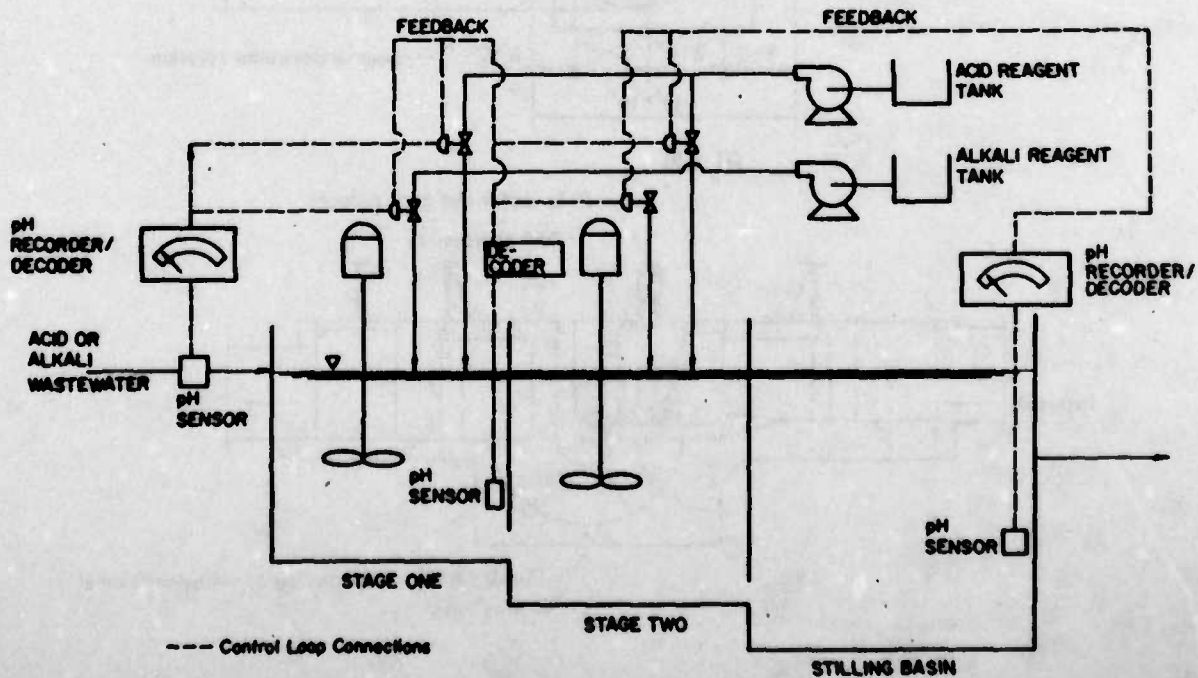 FEEDBACK
FEEDBACK
ACID REAGENT
TANK
ALKALI REAGENT
TANK
pH
RECORDER/
DECODER
DE-
CODER
pH
RECORDER/
DECODER
ACID OR
ALKALI
WASTEWATER
pH
SENSOR
pH
SENSOR
pH
SENSOR
STAGE ONE
STAGE TWO
STILLING BASIN
--- Control Loop Connections